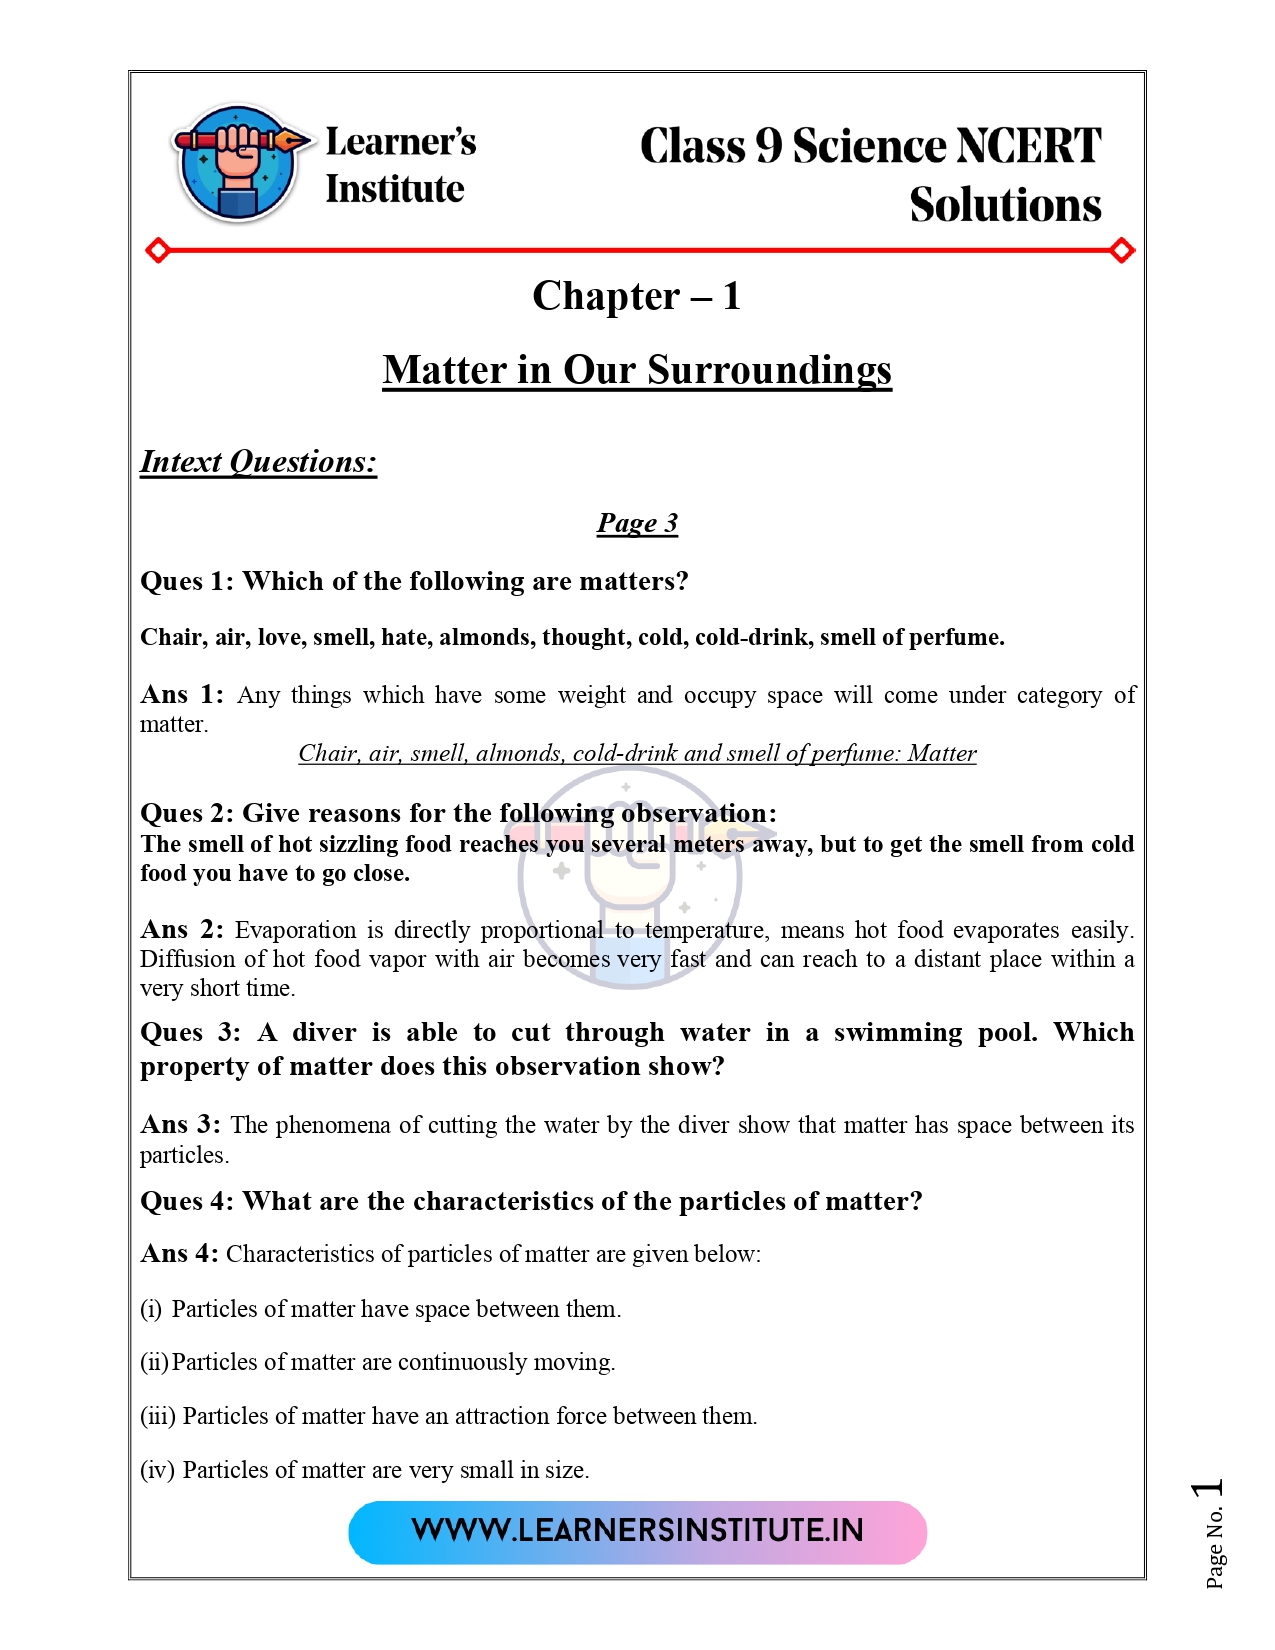 Learner's
Institute
Class 9 Science NCERT
Solutions
Chapter – 1
Matter in Our Surroundings
Intext Questions:
Page 3
Ques 1: Which of the following are matters?
Chair, air, love, smell, hate, almonds, thought, cold, cold-drink, smell of perfume.
Ans 1: Any things which have some weight and occupy space will come under category of
matter.
Chair, air, smell, almonds, cold-drink and smell of perfume: Matter
Ques 2: Give reasons for the following observation:
The smell of hot sizzling food reaches you several meters away, but to get the smell from cold
food you have to go close.
Ans 2: Evaporation is directly proportional to temperature, means hot food evaporates easily.
Diffusion of hot food vapor with air becomes very fast and can reach to a distant place within a
very short time.
Ques 3: A diver is able to cut through water in a swimming pool. Which
property of matter does this observation show?
Ans 3: The phenomena of cutting the water by the diver show that matter has space between its
particles.
Ques 4: What are the characteristics of the particles of matter?
Ans 4: Characteristics of particles of matter are given below:
(i) Particles of matter have space between them.
(ii) Particles of matter are continuously moving.
(iii) Particles of matter have an attraction force between them.
(iv) Particles of matter are very small in size.
WWW.LEARNERSINSTITUTE.IN
Page No. 1